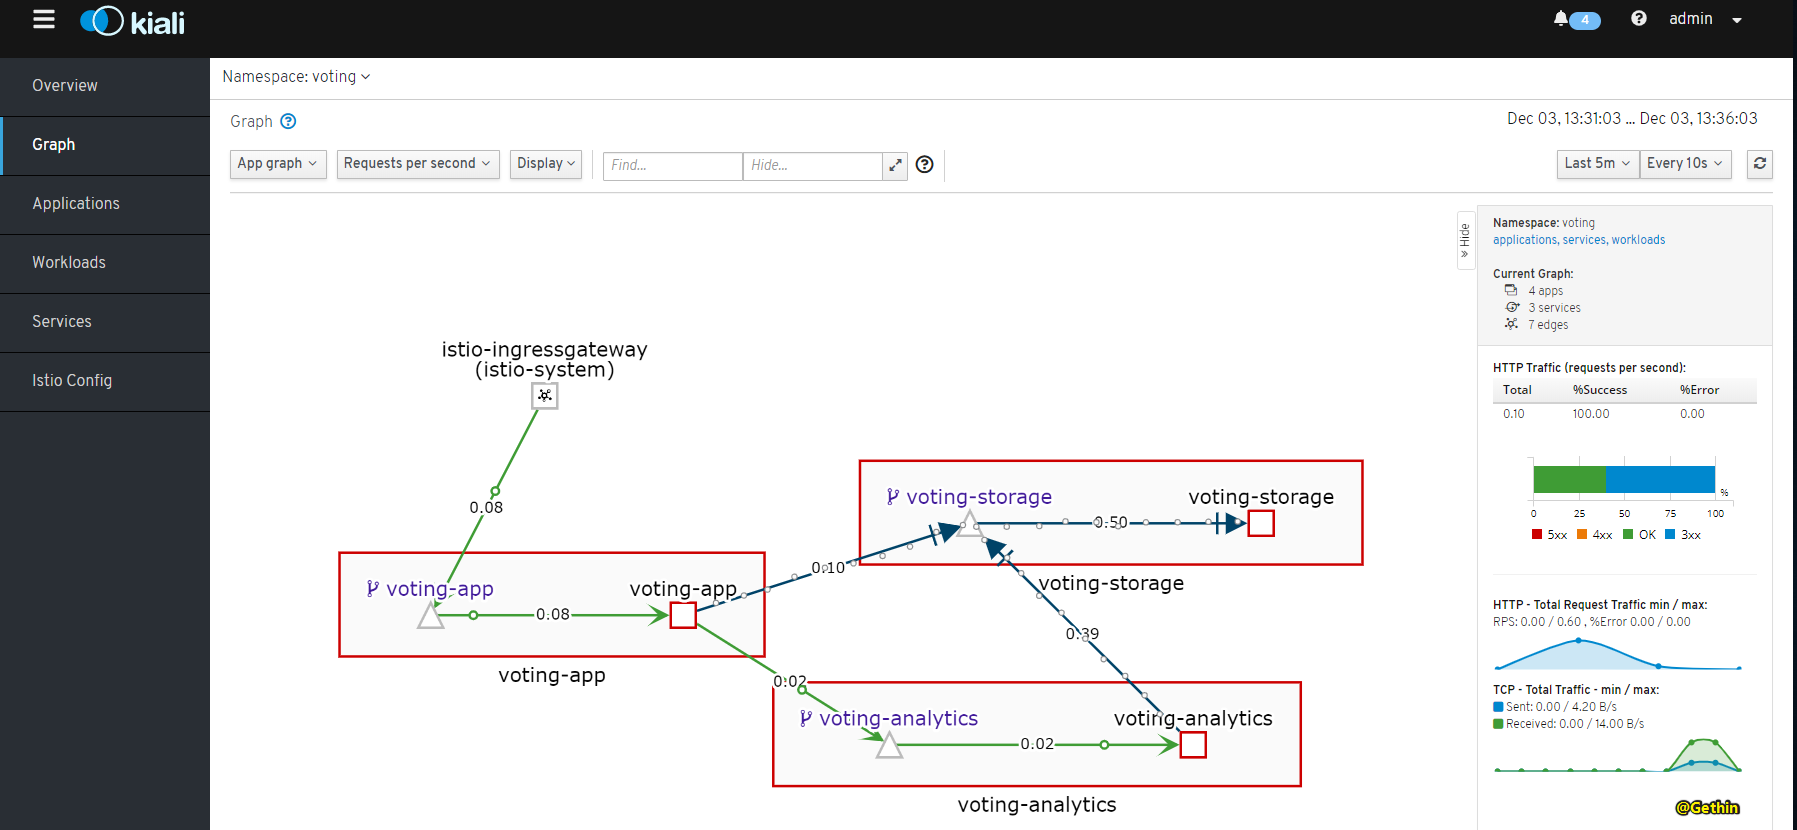 kiali
4
admin
Overview
Graph
Applications
Workloads
Services
Istio Config
Namespace: voting
Graph
Dec 03, 13:31:03 ... Dec 03, 13:36:03
App graph
Requests per second
Display
Find...
Hide...
Last 5m
Every 10s
istio-ingressgateway
(istio-system)
0.08
voting-app
voting-app
0.08
voting-app
0.10
0.02
voting-storage
voting-storage
0.50
voting-storage
0.39
voting-analytics
voting-analytics
0.02
voting-analytics
Hide
Namespace: voting
applications, services, workloads
Current Graph:
4 apps
3 services
7 edges
HTTP Traffic (requests per second):
Total %Success %Error
0.10 100.00 0.00
%
0 25 50 75 100
5xx 4xx OK 3xx
HTTP - Total Request Traffic min / max:
RPS: 0.00 / 0.60 , %Error 0.00 / 0.00
TCP - Total Traffic - min / max:
Sent: 0.00 / 4.20 B/s
Received: 0.00 / 14.00 B/s
@Gethin